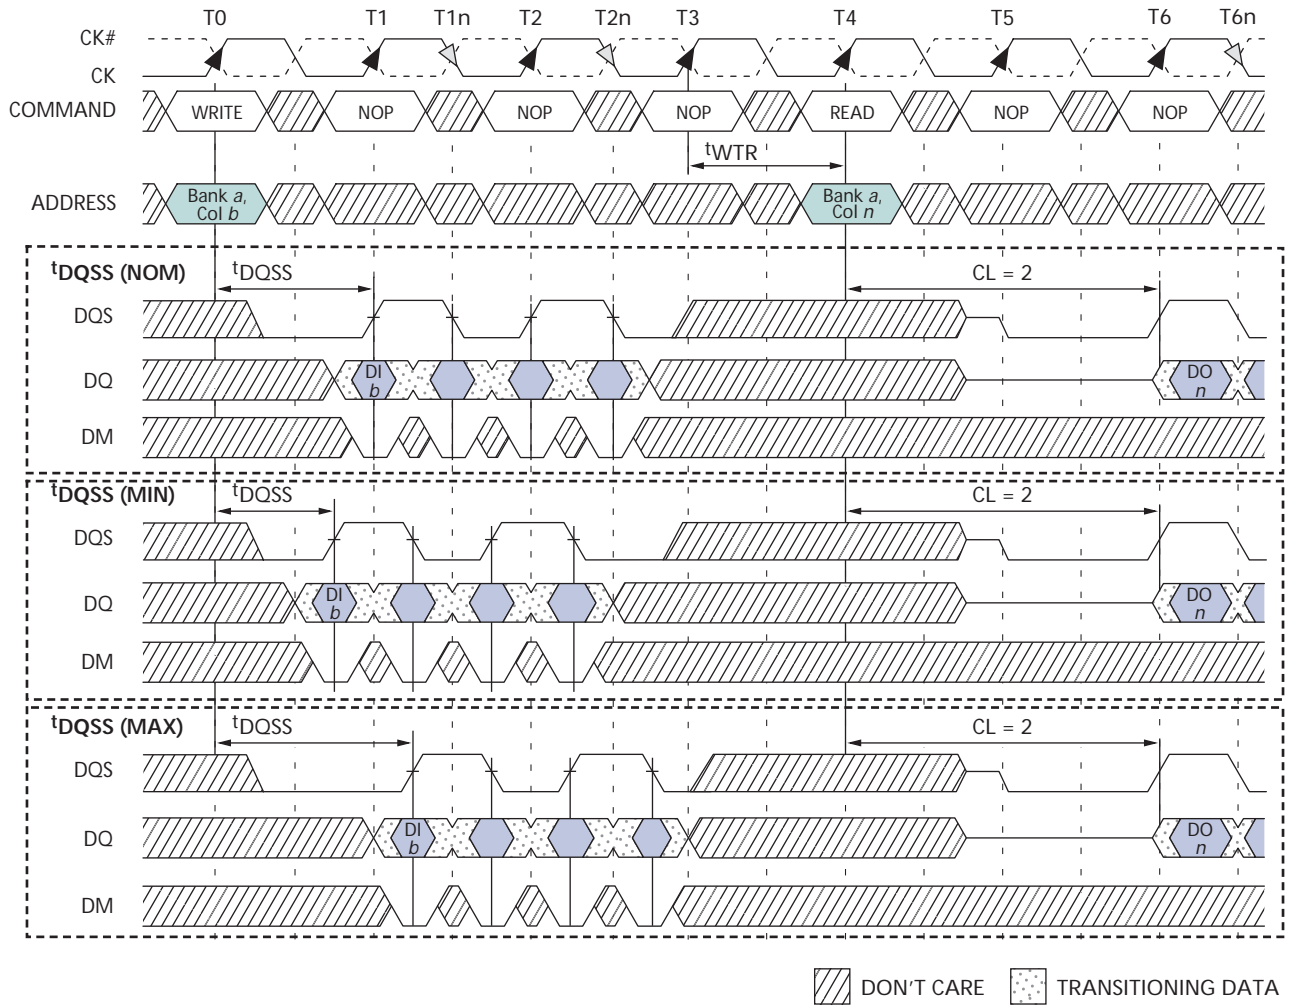 T0 T1 T1n T2 T2n T3 T4 T5 T6 T6n
CK#
CK
COMMAND WRITE NOP NOP NOP READ NOP NOP
tWTR
ADDRESS Bank a, Col b Bank a, Col n
tDQSS (NOM) tDQSS CL = 2
DQS
DQ DI b DO n
DM
tDQSS (MIN) tDQSS CL = 2
DQS
DQ DI b DO n
DM
tDQSS (MAX) tDQSS CL = 2
DQS
DQ DI b DO n
DM
DON'T CARE TRANSITIONING DATA